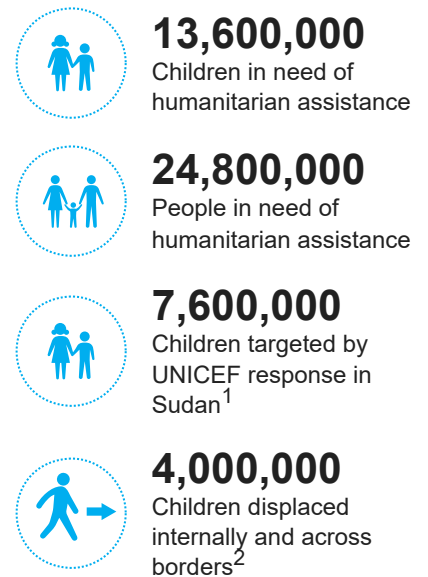 13,600,000
Children in need of
humanitarian assistance
24,800,000
People in need of
humanitarian assistance
7,600,000
Children targeted by
UNICEF response in
Sudan1
4,000,000
Children displaced
internally and across
borders2